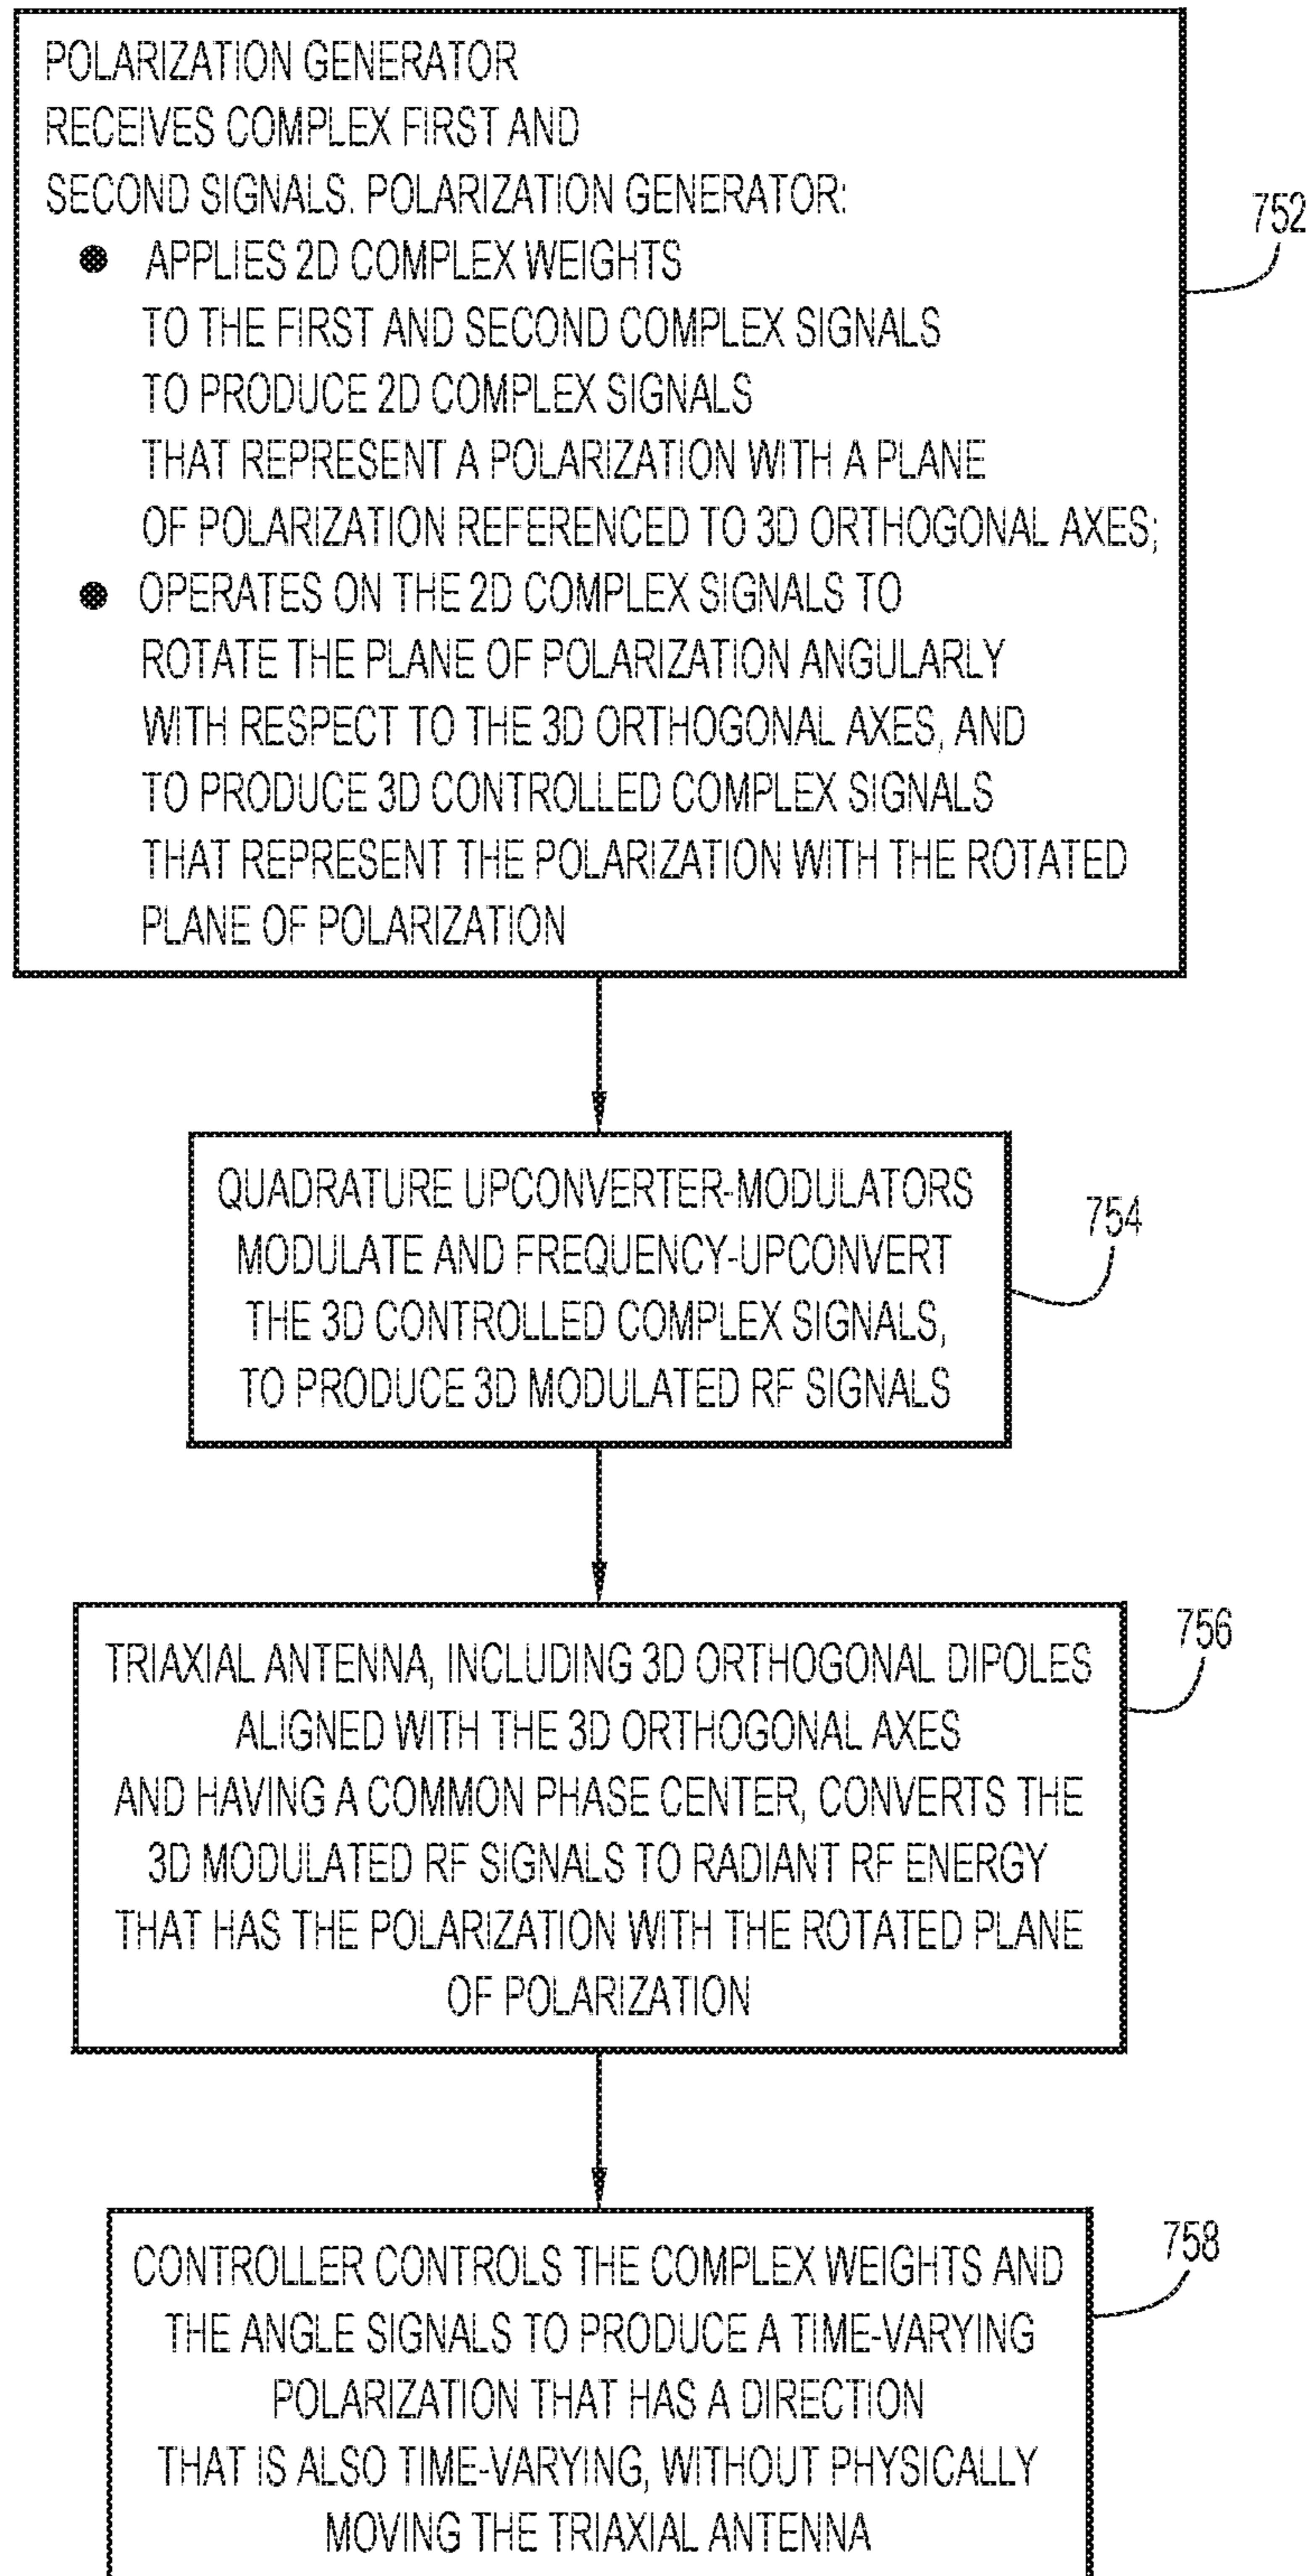 POLARIZATION GENERATOR
RECEIVES COMPLEX FIRST AND
SECOND SIGNALS. POLARIZATION GENERATOR:
● APPLIES 2D COMPLEX WEIGHTS
TO THE FIRST AND SECOND COMPLEX SIGNALS
TO PRODUCE 2D COMPLEX SIGNALS
THAT REPRESENT A POLARIZATION WITH A PLANE
OF POLARIZATION REFERENCED TO 3D ORTHOGONAL AXES;
● OPERATES ON THE 2D COMPLEX SIGNALS TO
ROTATE THE PLANE OF POLARIZATION ANGULARLY
WITH RESPECT TO THE 3D ORTHOGONAL AXES, AND
TO PRODUCE 3D CONTROLLED COMPLEX SIGNALS
THAT REPRESENT THE POLARIZATION WITH THE ROTATED
PLANE OF POLARIZATION
752
QUADRATURE UPCONVERTER-MODULATORS
MODULATE AND FREQUENCY-UPCONVERT
THE 3D CONTROLLED COMPLEX SIGNALS,
TO PRODUCE 3D MODULATED RF SIGNALS
754
TRIAXIAL ANTENNA, INCLUDING 3D ORTHOGONAL DIPOLES
ALIGNED WITH THE 3D ORTHOGONAL AXES
AND HAVING A COMMON PHASE CENTER, CONVERTS THE
3D MODULATED RF SIGNALS TO RADIANT RF ENERGY
THAT HAS THE POLARIZATION WITH THE ROTATED PLANE
OF POLARIZATION
756
CONTROLLER CONTROLS THE COMPLEX WEIGHTS AND
THE ANGLE SIGNALS TO PRODUCE A TIME-VARYING
POLARIZATION THAT HAS A DIRECTION
THAT IS ALSO TIME-VARYING, WITHOUT PHYSICALLY
MOVING THE TRIAXIAL ANTENNA
758